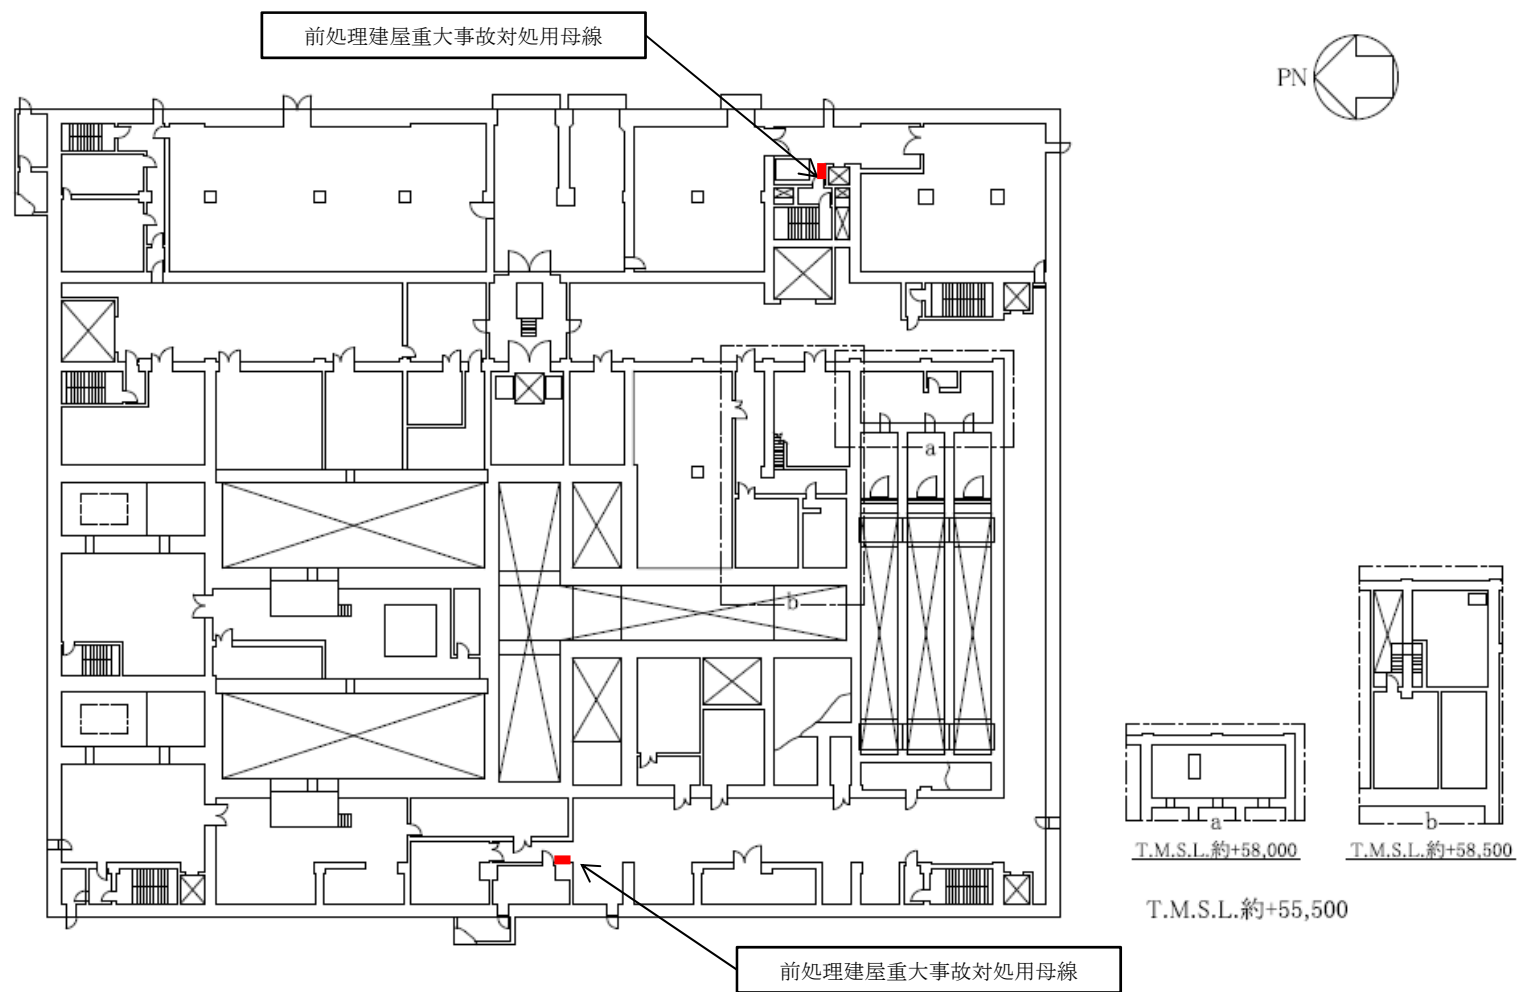 前処理建屋重大事故対処用母線
PN
a
b
a
b
T.M.S.L.約+58,000
T.M.S.L.約+58,500
T.M.S.L.約+55,500
前処理建屋重大事故対処用母線